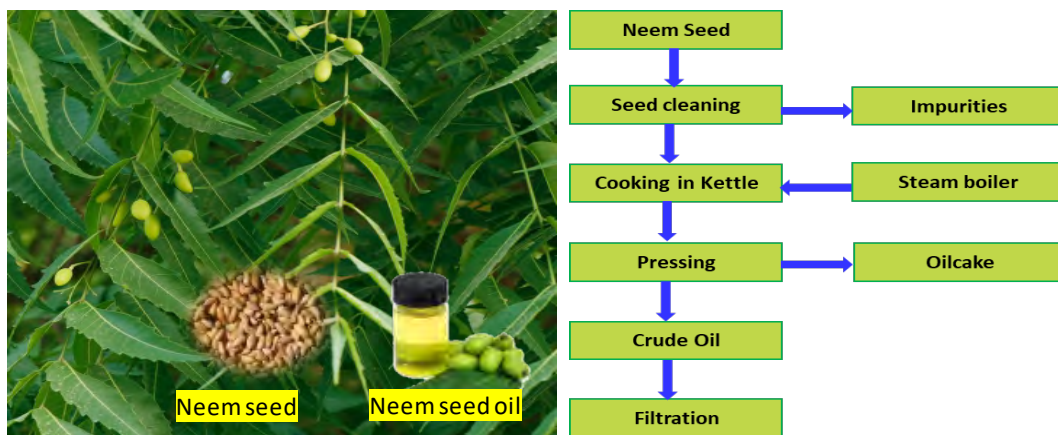 Neem seed
Neem seed oil
Neem Seed
Seed cleaning
Impurities
Cooking in Kettle
Steam boiler
Pressing
Oilcake
Crude Oil
Filtration